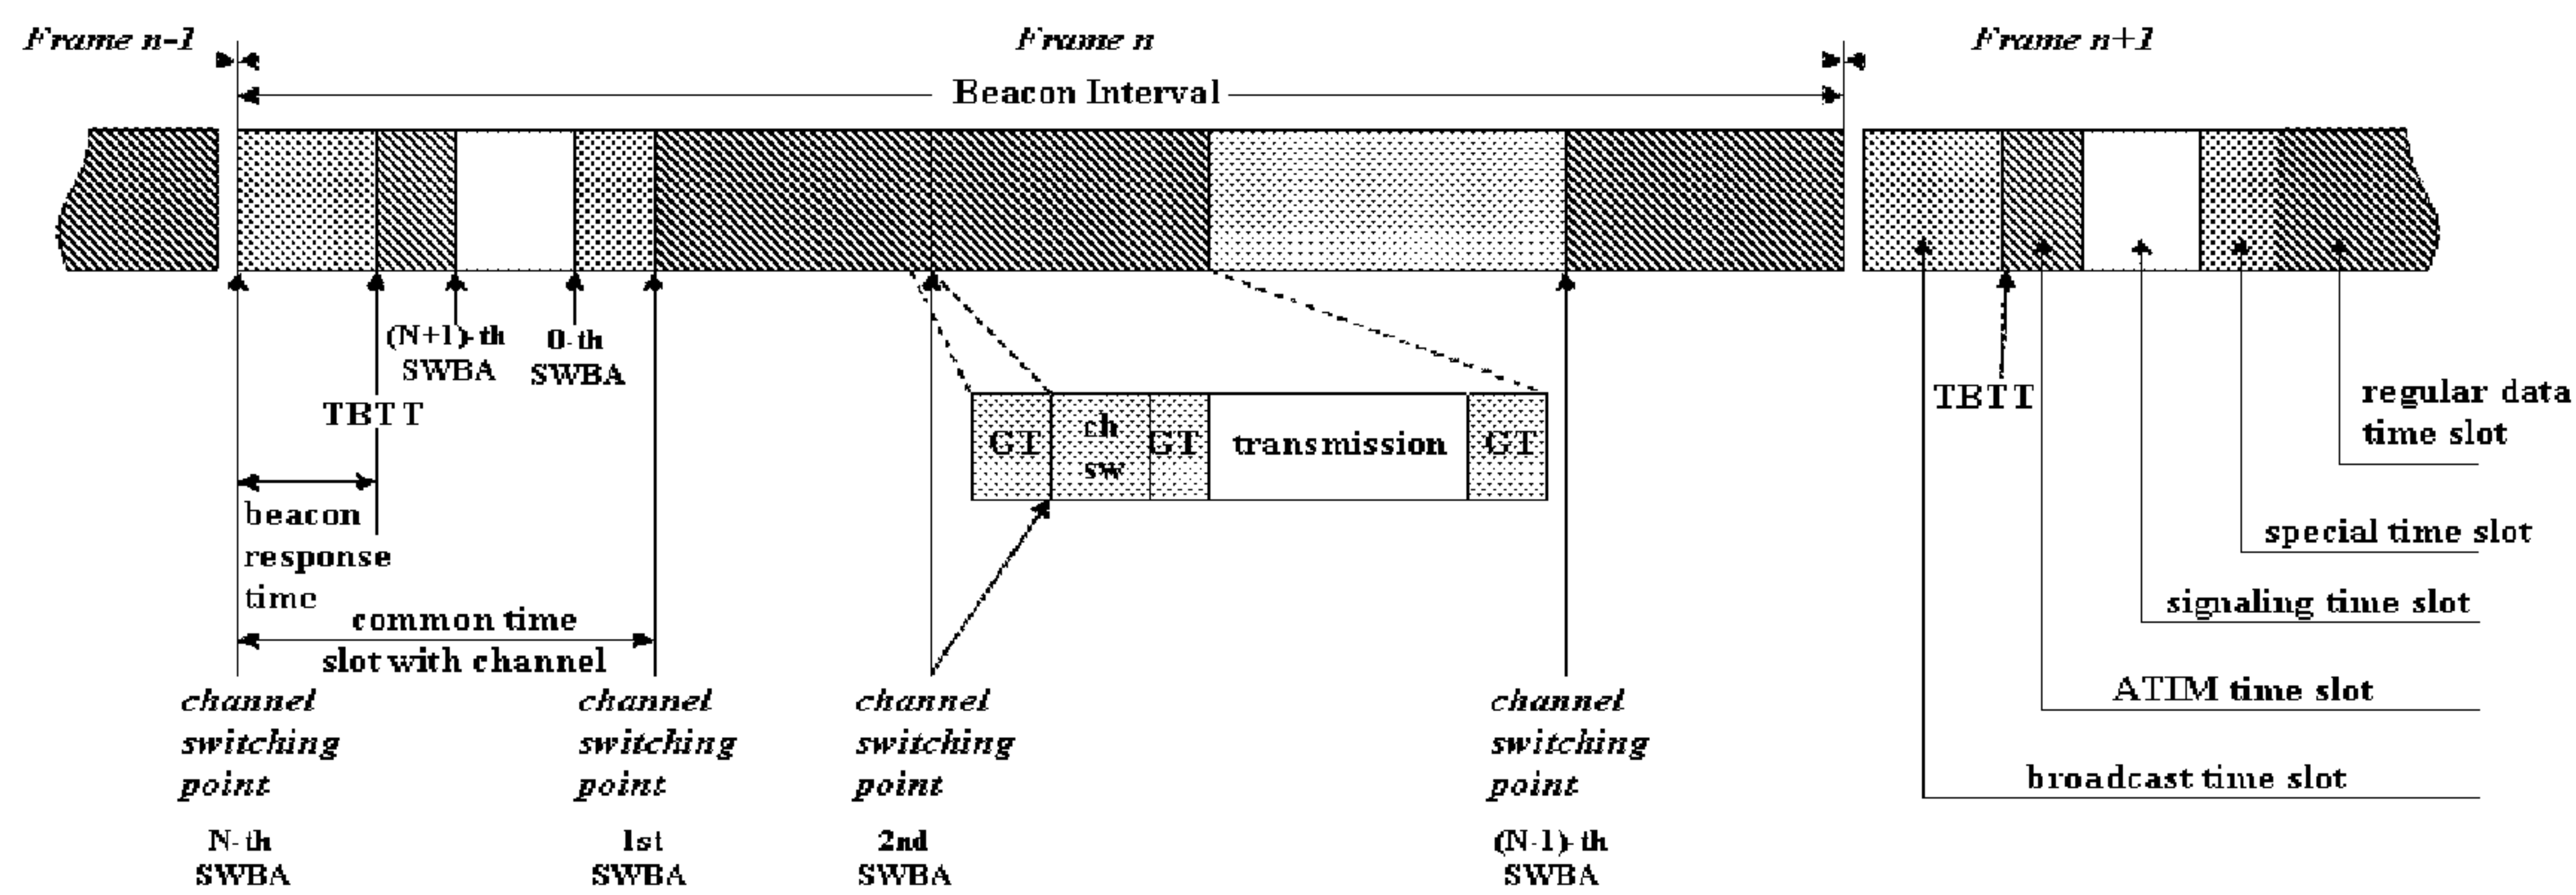 Frame n-1
Frame n
Frame n+1
Beacon Interval
(N+1)-th
SWBA
0-th
SWBA
TBTT
TBTT
GT
ch
sw
GT
transmission
GT
regular data
time slot
beacon
response
time
special time slot
signaling time slot
common time
slot with channel
ATIM time slot
broadcast time slot
channel
switching
point
channel
switching
point
channel
switching
point
channel
switching
point
N-th
SWBA
1st
SWBA
2nd
SWBA
(N-1)-th
SWBA